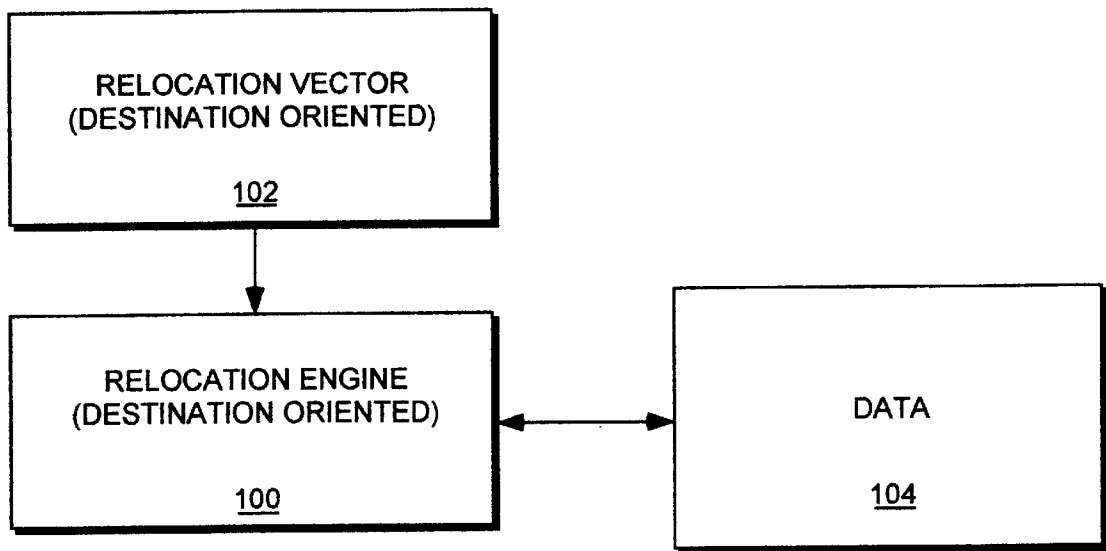 RELOCATION VECTOR
(DESTINATION ORIENTED)
102
RELOCATION ENGINE
(DESTINATION ORIENTED)
100
DATA
104